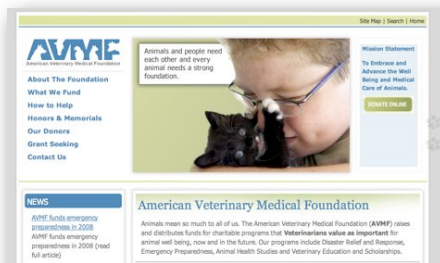 Site Map | Search | Home
AVMF
American Veterinary Medical Foundation
About The Foundation
What We Fund
How to Help
Honors & Memorials
Our Donors
Grant Seeking
Contact Us
Animals and people need
each other and every
animal needs a strong
foundation.
Mission Statement
To Embrace and
Advance the Well
Being and Medical
Care of Animals.
DONATE ONLINE
NEWS
AVMF funds emergency
preparedness in 2008
AVMF funds emergency
preparedness in 2008 (read
full article)
American Veterinary Medical Foundation
Animals mean so much to all of us. The American Veterinary Medical Foundation (AVMF) raises
and distributes funds for charitable programs that Veterinarians value as important for
animal well being, now and in the future. Our programs include Disaster Relief and Response,
Emergency Preparedness, Animal Health Studies and Veterinary Education and Scholarships.